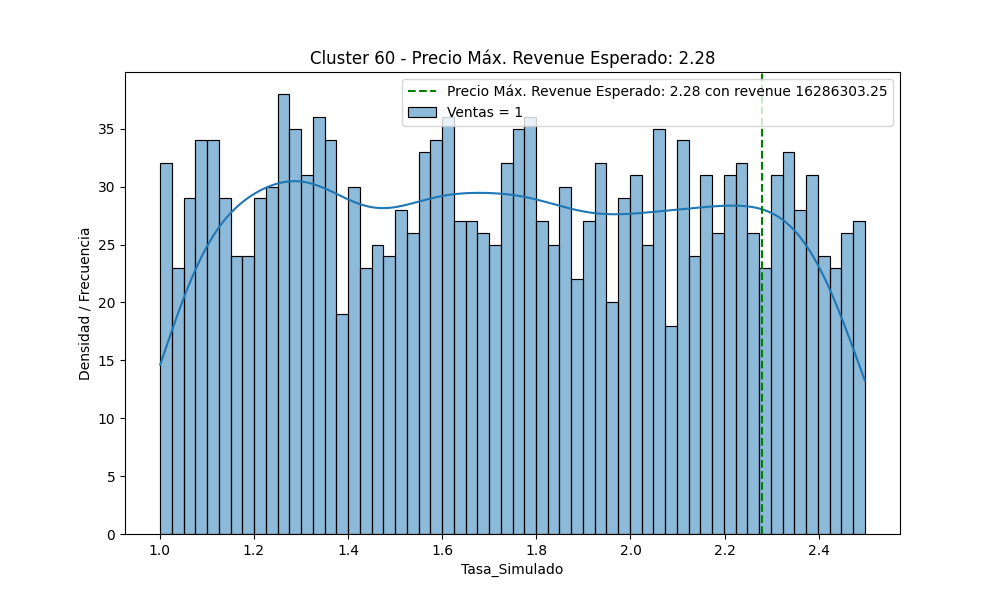 Cluster 60 - Precio Máx. Revenue Esperado: 2.28
Precio Máx. Revenue Esperado: 2.28 con revenue 16286303.25
Ventas = 1
Densidad / Frecuencia
35
30
25
20
15
10
5
0
1.0 1.2 1.4 1.6 1.8 2.0 2.2 2.4
Tasa_Simulado